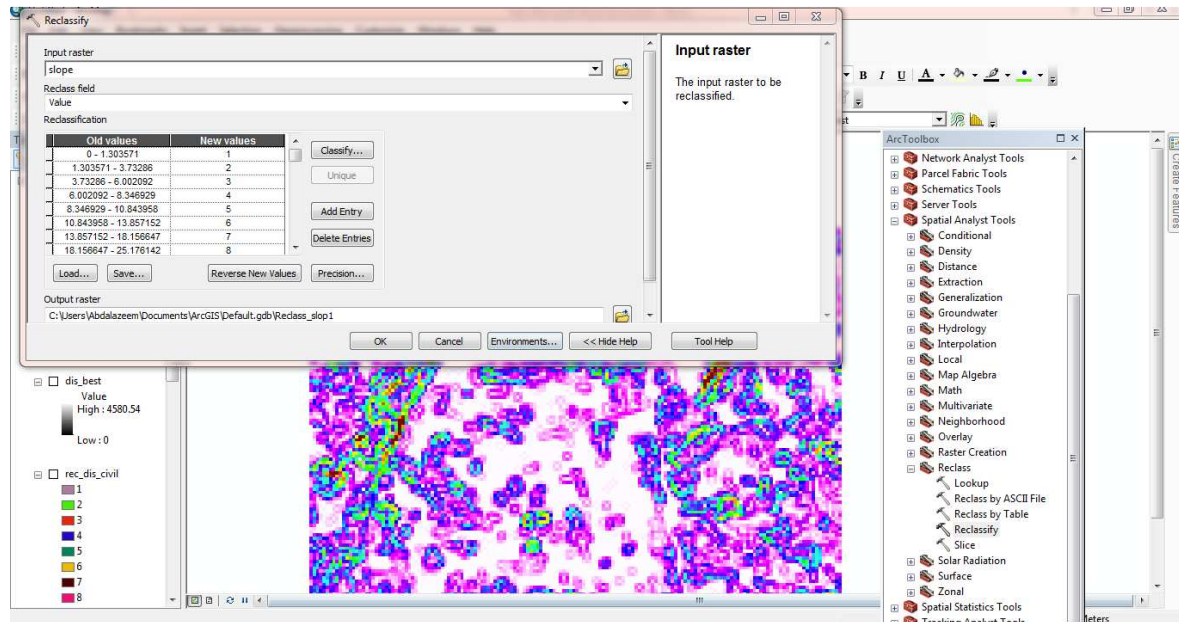 Reclassify
Input raster
slope
Reclass field
Value
Reclassification
Old values New values
0 - 1.303571 1
1.303571 - 3.73286 2
3.73286 - 6.002092 3
6.002092 - 8.346929 4
8.346929 - 10.843958 5
10.843958 - 13.857152 6
13.857152 - 18.156647 7
18.156647 - 25.176142 8
Classify...
Unique
Add Entry
Delete Entries
Load... Save... Reverse New Values Precision...
Output raster
C:\Users\Abdalazeem\Documents\ArcGIS\Default.gdb\Reclass_slop1
OK Cancel Environments... << Hide Help Tool Help
Input raster
The input raster to be
reclassified.
B I U A
ArcToolbox
Network Analyst Tools
Parcel Fabric Tools
Schematics Tools
Server Tools
Spatial Analyst Tools
Conditional
Density
Distance
Extraction
Generalization
Groundwater
Hydrology
Interpolation
Local
Map Algebra
Math
Multivariate
Neighborhood
Overlay
Raster Creation
Reclass
Lookup
Reclass by ASCII File
Reclass by Table
Reclassify
Slice
Solar Radiation
Surface
Zonal
Spatial Statistics Tools
Tracking Analyst Tools
Create Features
dis_best
Value
High : 4580.54
Low : 0
rec_dis_civil
1
2
3
4
5
6
7
8
Meters